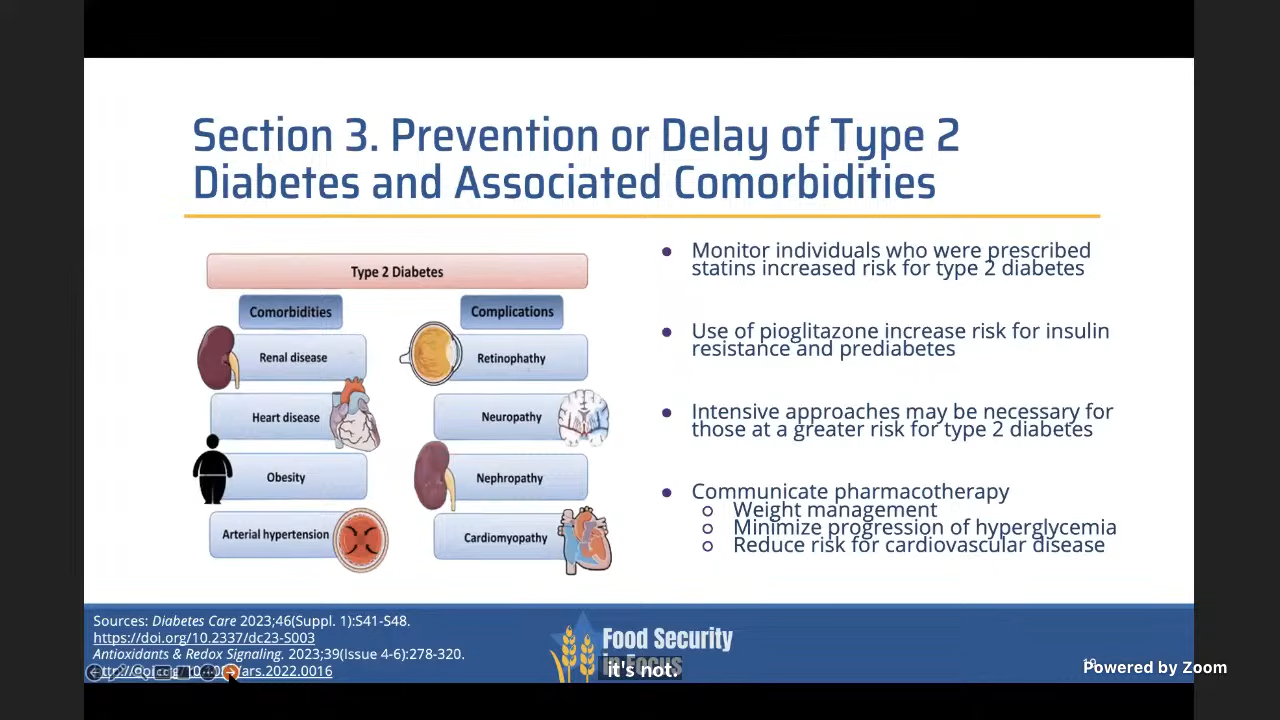 Section 3. Prevention or Delay of Type 2
Diabetes and Associated Comorbidities
Type 2 Diabetes
Comorbidities
Renal disease
Heart disease
Obesity
Arterial hypertension
Complications
Retinophathy
Neuropathy
Nephropathy
Cardiomyopathy
● Monitor individuals who were prescribed
statins increased risk for type 2 diabetes
● Use of pioglitazone increase risk for insulin
resistance and prediabetes
● Intensive approaches may be necessary for
those at a greater risk for type 2 diabetes
● Communicate pharmacotherapy
○ Weight management
○ Minimize progression of hyperglycemia
○ Reduce risk for cardiovascular disease
Sources: Diabetes Care 2023;46(Suppl. 1):S41-S48.
https://doi.org/10.2337/dc23-S003
Antioxidants & Redox Signaling. 2023;39(Issue 4-6):278-320.
/ars.2022.0016
Food Security
in Focus
it's not.
Powered by Zoom